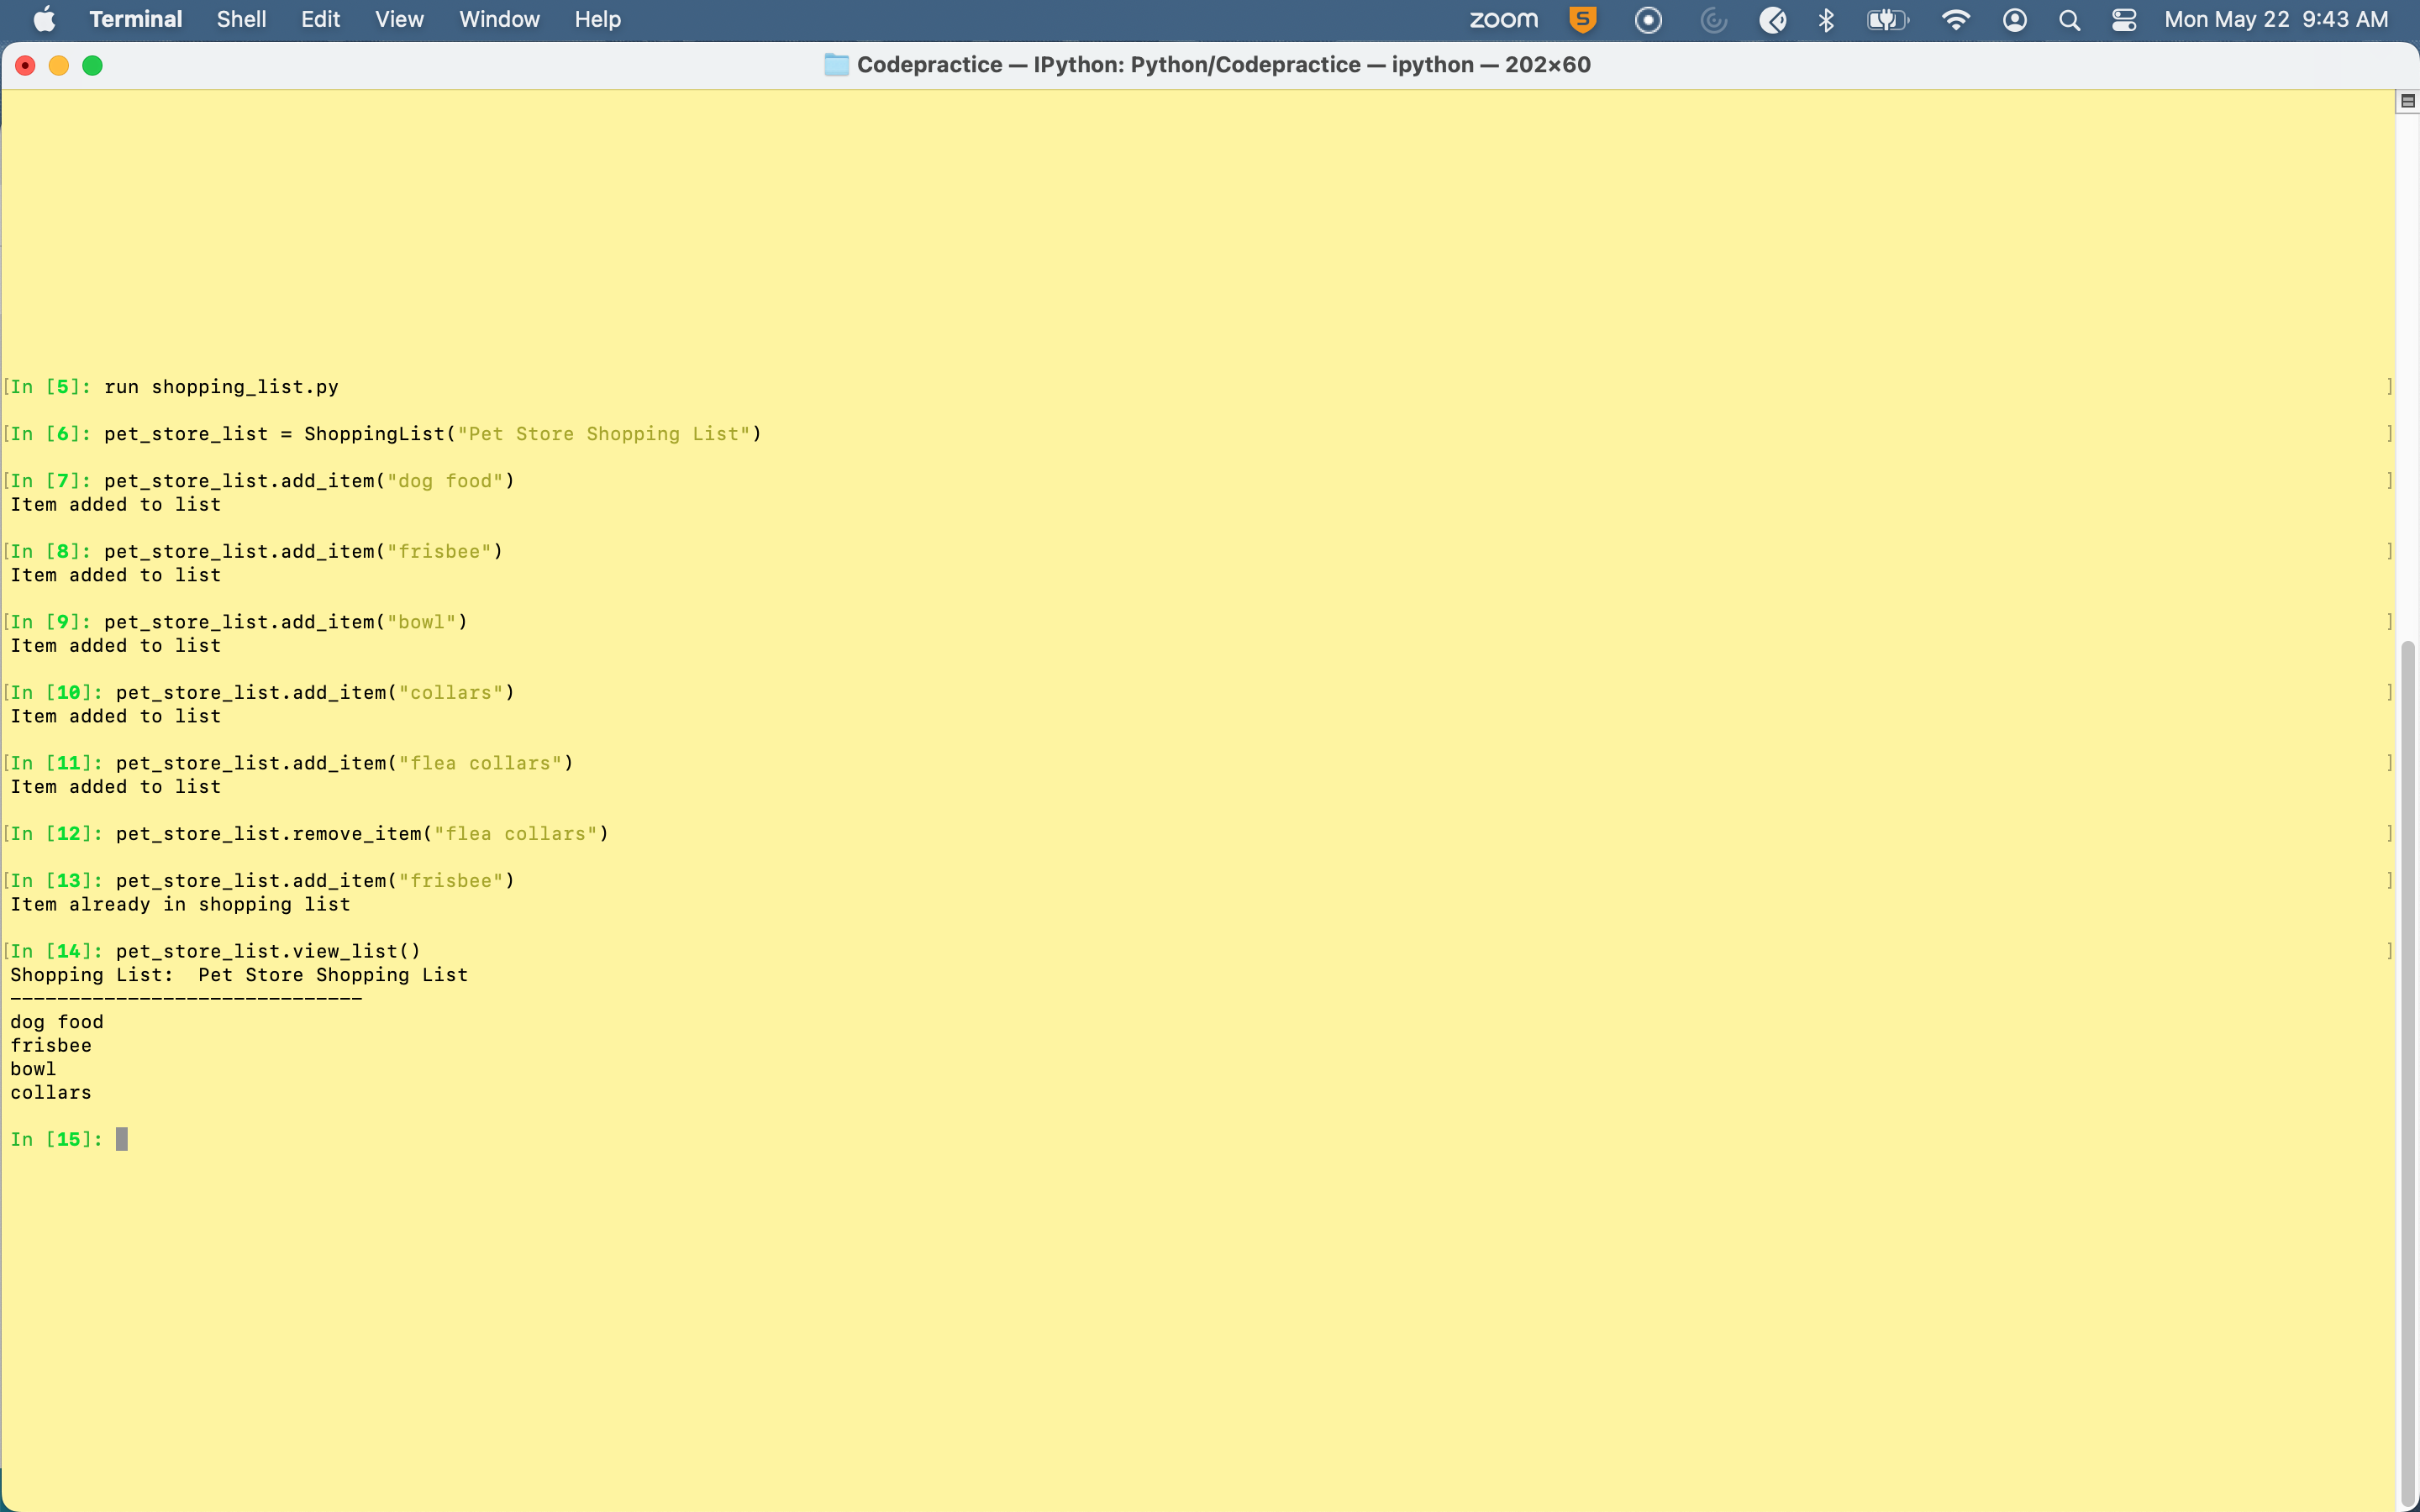 Terminal Shell Edit View Window Help zoom S Mon May 22 9:43 AM
Codepractice — IPython: Python/Codepractice — ipython — 202×60
[In [5]: run shopping_list.py ]
[In [6]: pet_store_list = ShoppingList("Pet Store Shopping List") ]
[In [7]: pet_store_list.add_item("dog food") ]
Item added to list
[In [8]: pet_store_list.add_item("frisbee") ]
Item added to list
[In [9]: pet_store_list.add_item("bowl") ]
Item added to list
[In [10]: pet_store_list.add_item("collars") ]
Item added to list
[In [11]: pet_store_list.add_item("flea collars") ]
Item added to list
[In [12]: pet_store_list.remove_item("flea collars") ]
[In [13]: pet_store_list.add_item("frisbee") ]
Item already in shopping list
[In [14]: pet_store_list.view_list() ]
Shopping List:  Pet Store Shopping List
------------------------------
dog food
frisbee
bowl
collars
In [15]: